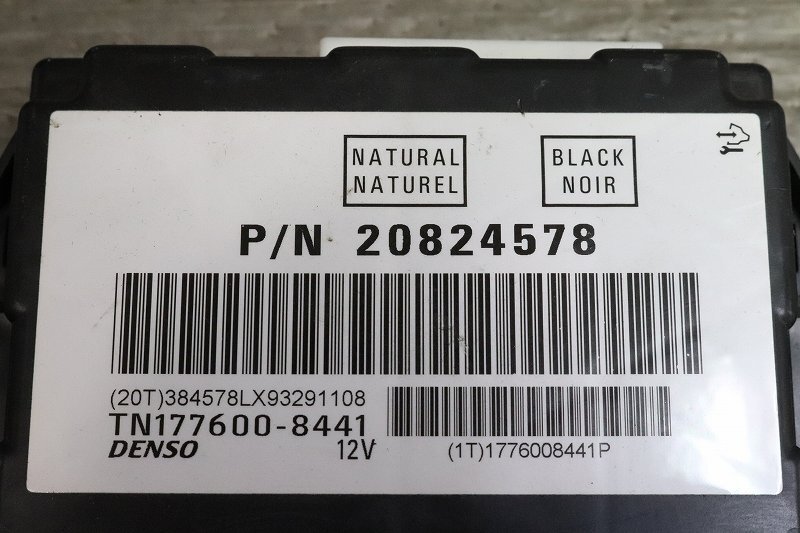 NATURAL
NATUREL
BLACK
NOIR
P/N 20824578
(20T)384578LX93291108
TN177600-8441
DENSO 12V
(1T)1776008441P